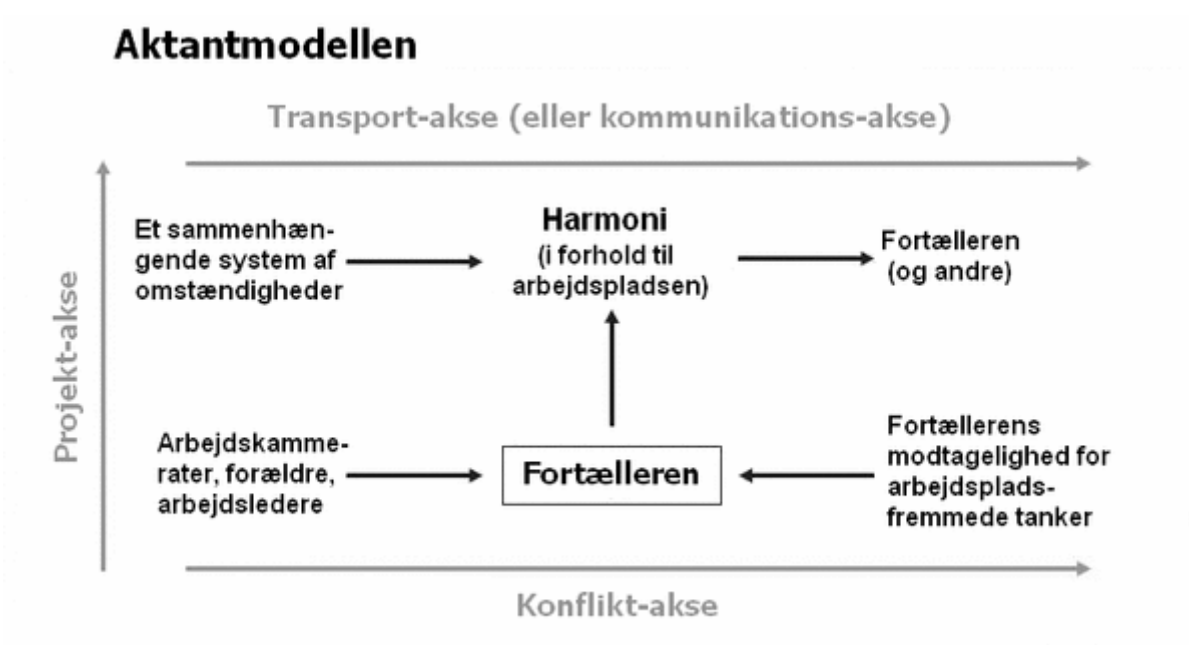 Aktantmodellen
Transport-akse (eller kommunikations-akse)
Projekt-akse
Et sammenhæn-
gende system af
omstændigheder
Harmoni
(i forhold til
arbejdspladsen)
Fortælleren
(og andre)
Arbejdskamme-
rater, forældre,
arbejdsledere
Fortælleren
Fortællerens
modtagelighed for
arbejdsplads-
fremmede tanker
Konflikt-akse